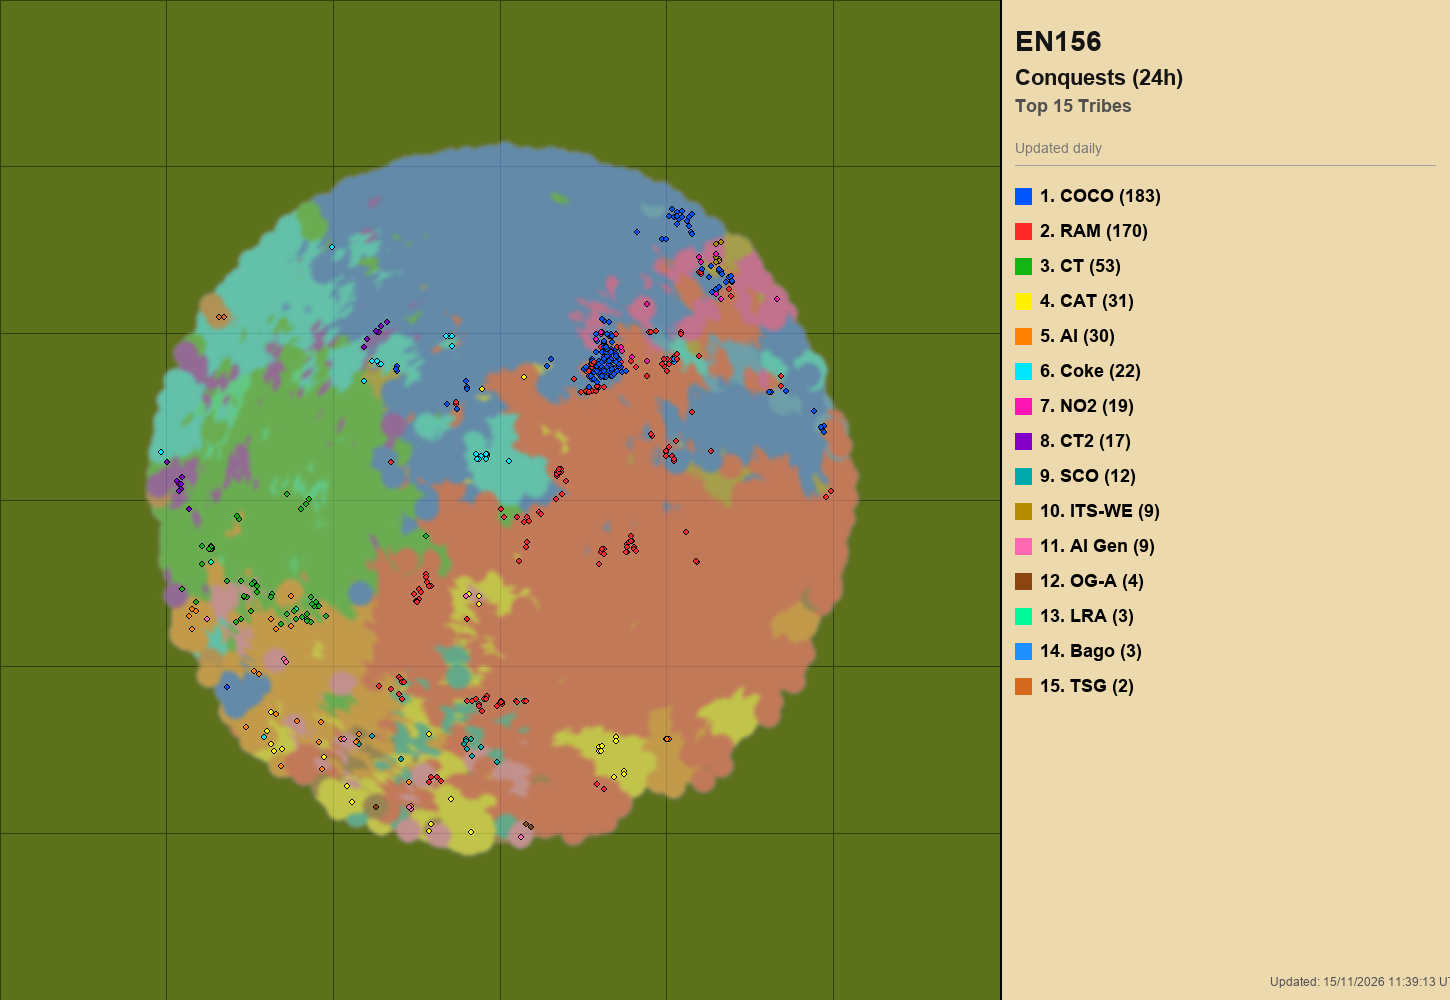 EN156
Conquests (24h)
Top 15 Tribes
Updated daily
1. COCO (183)
2. RAM (170)
3. CT (53)
4. CAT (31)
5. AI (30)
6. Coke (22)
7. NO2 (19)
8. CT2 (17)
9. SCO (12)
10. ITS-WE (9)
11. AI Gen (9)
12. OG-A (4)
13. LRA (3)
14. Bago (3)
15. TSG (2)
Updated: 15/11/2026 11:39:13 U